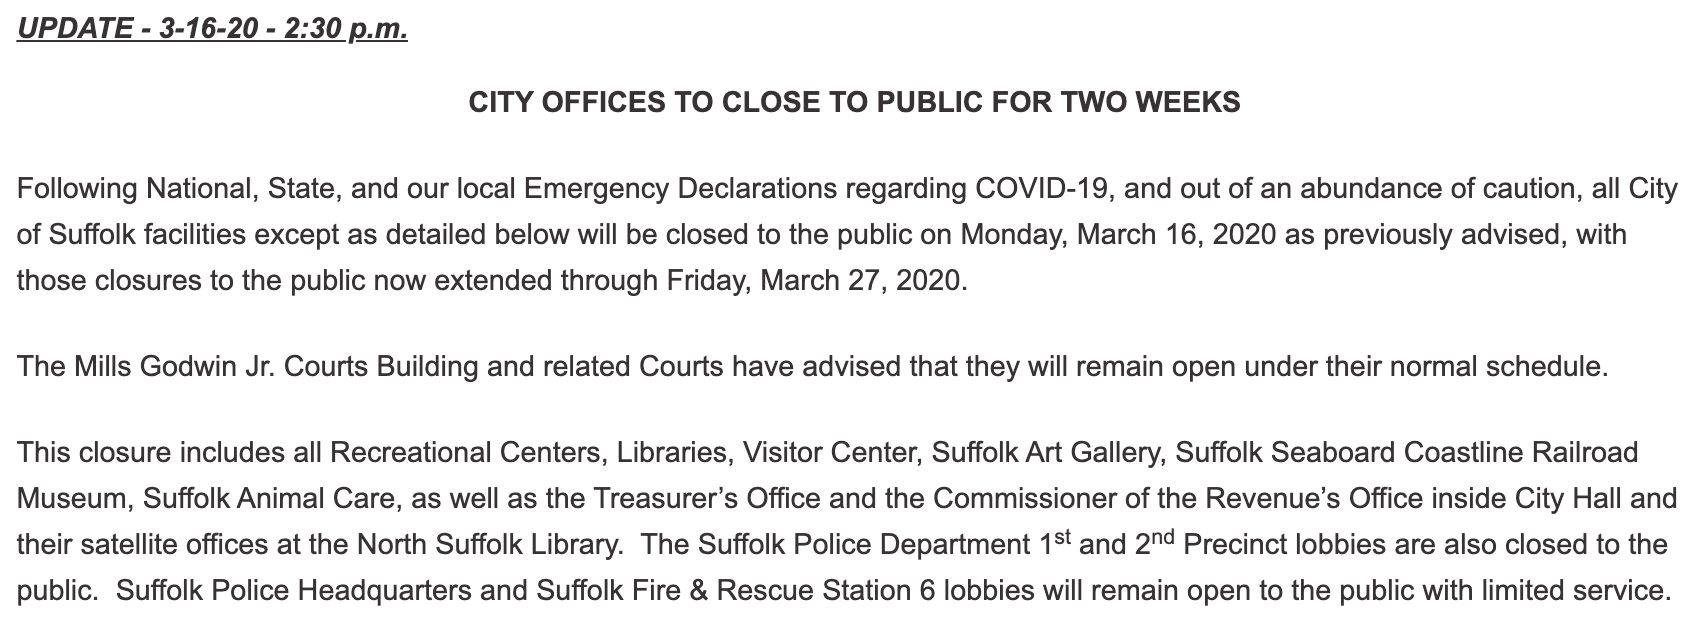 UPDATE - 3-16-20 - 2:30 p.m.
CITY OFFICES TO CLOSE TO PUBLIC FOR TWO WEEKS
Following National, State, and our local Emergency Declarations regarding COVID-19, and out of an abundance of caution, all City
of Suffolk facilities except as detailed below will be closed to the public on Monday, March 16, 2020 as previously advised, with
those closures to the public now extended through Friday, March 27, 2020.
The Mills Godwin Jr. Courts Building and related Courts have advised that they will remain open under their normal schedule.
This closure includes all Recreational Centers, Libraries, Visitor Center, Suffolk Art Gallery, Suffolk Seaboard Coastline Railroad
Museum, Suffolk Animal Care, as well as the Treasurer’s Office and the Commissioner of the Revenue’s Office inside City Hall and
their satellite offices at the North Suffolk Library.  The Suffolk Police Department 1st and 2nd Precinct lobbies are also closed to the
public.  Suffolk Police Headquarters and Suffolk Fire & Rescue Station 6 lobbies will remain open to the public with limited service.